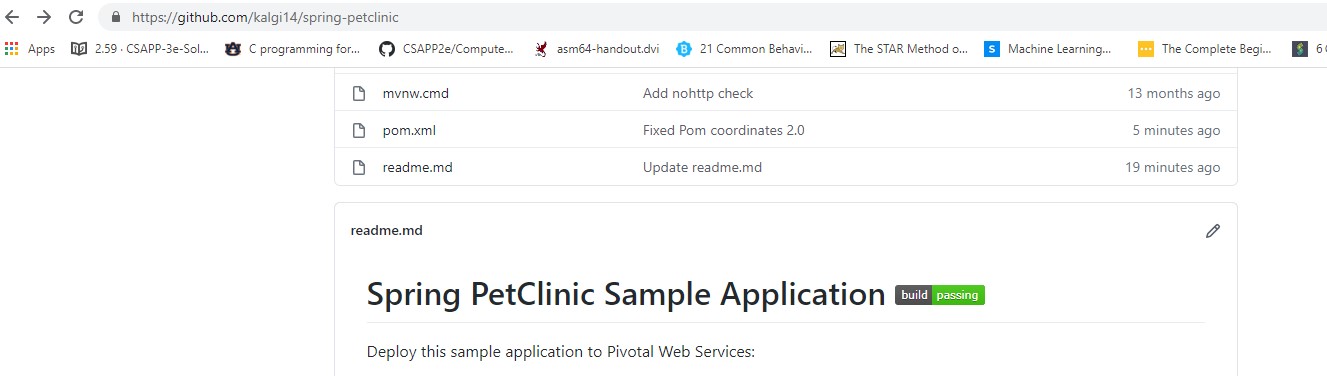 https://github.com/kalgi14/spring-petclinic
Apps 2.59 · CSAPP-3e-Sol... C programming for... CSAPP2e/Compute... asm64-handout.dvi 21 Common Behavi... The STAR Method o... Machine Learning... The Complete Begi... 6
mvnw.cmd Add nohttp check 13 months ago
pom.xml Fixed Pom coordinates 2.0 5 minutes ago
readme.md Update readme.md 19 minutes ago
readme.md
Spring PetClinic Sample Application build passing
Deploy this sample application to Pivotal Web Services: